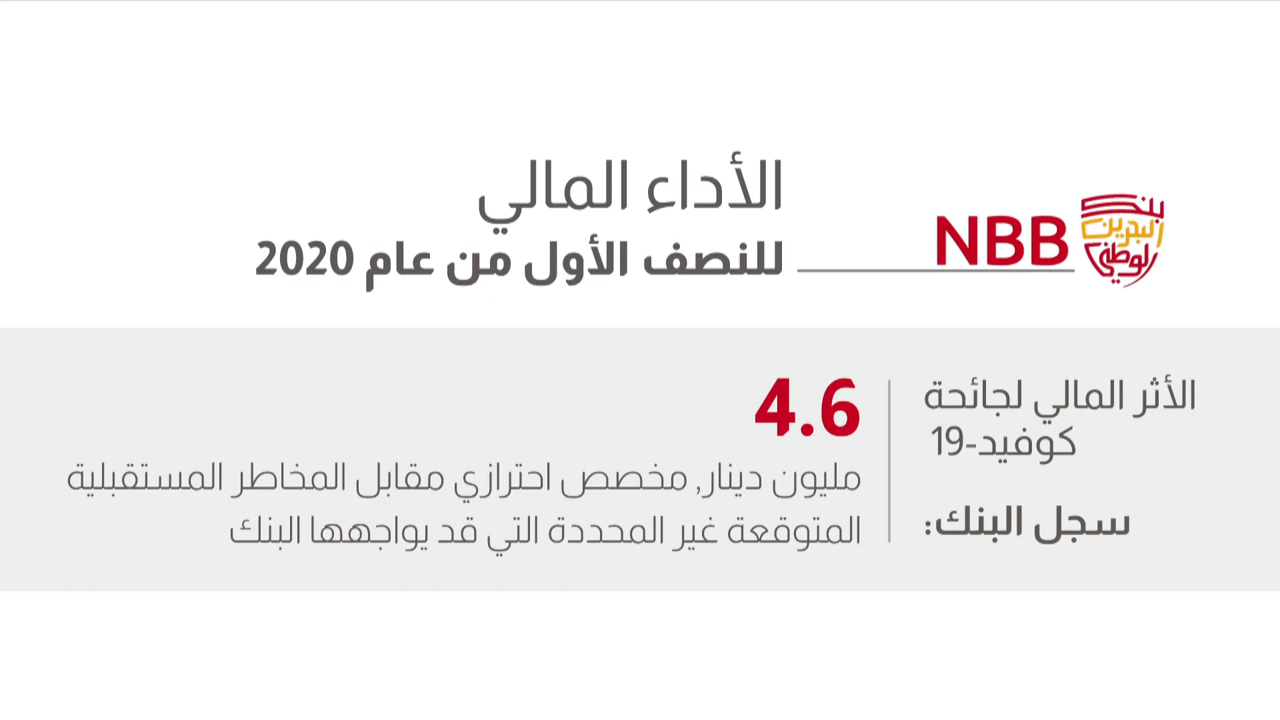 بنك
البحرين
الوطني
NBB
الأداء المالي
للنصف الأول من عام 2020
الأثر المالي لجائحة
كوفيد-19
سجل البنك:
4.6
مليون دينار, مخصص احترازي مقابل المخاطر المستقبلية
المتوقعة غير المحددة التي قد يواجهها البنك